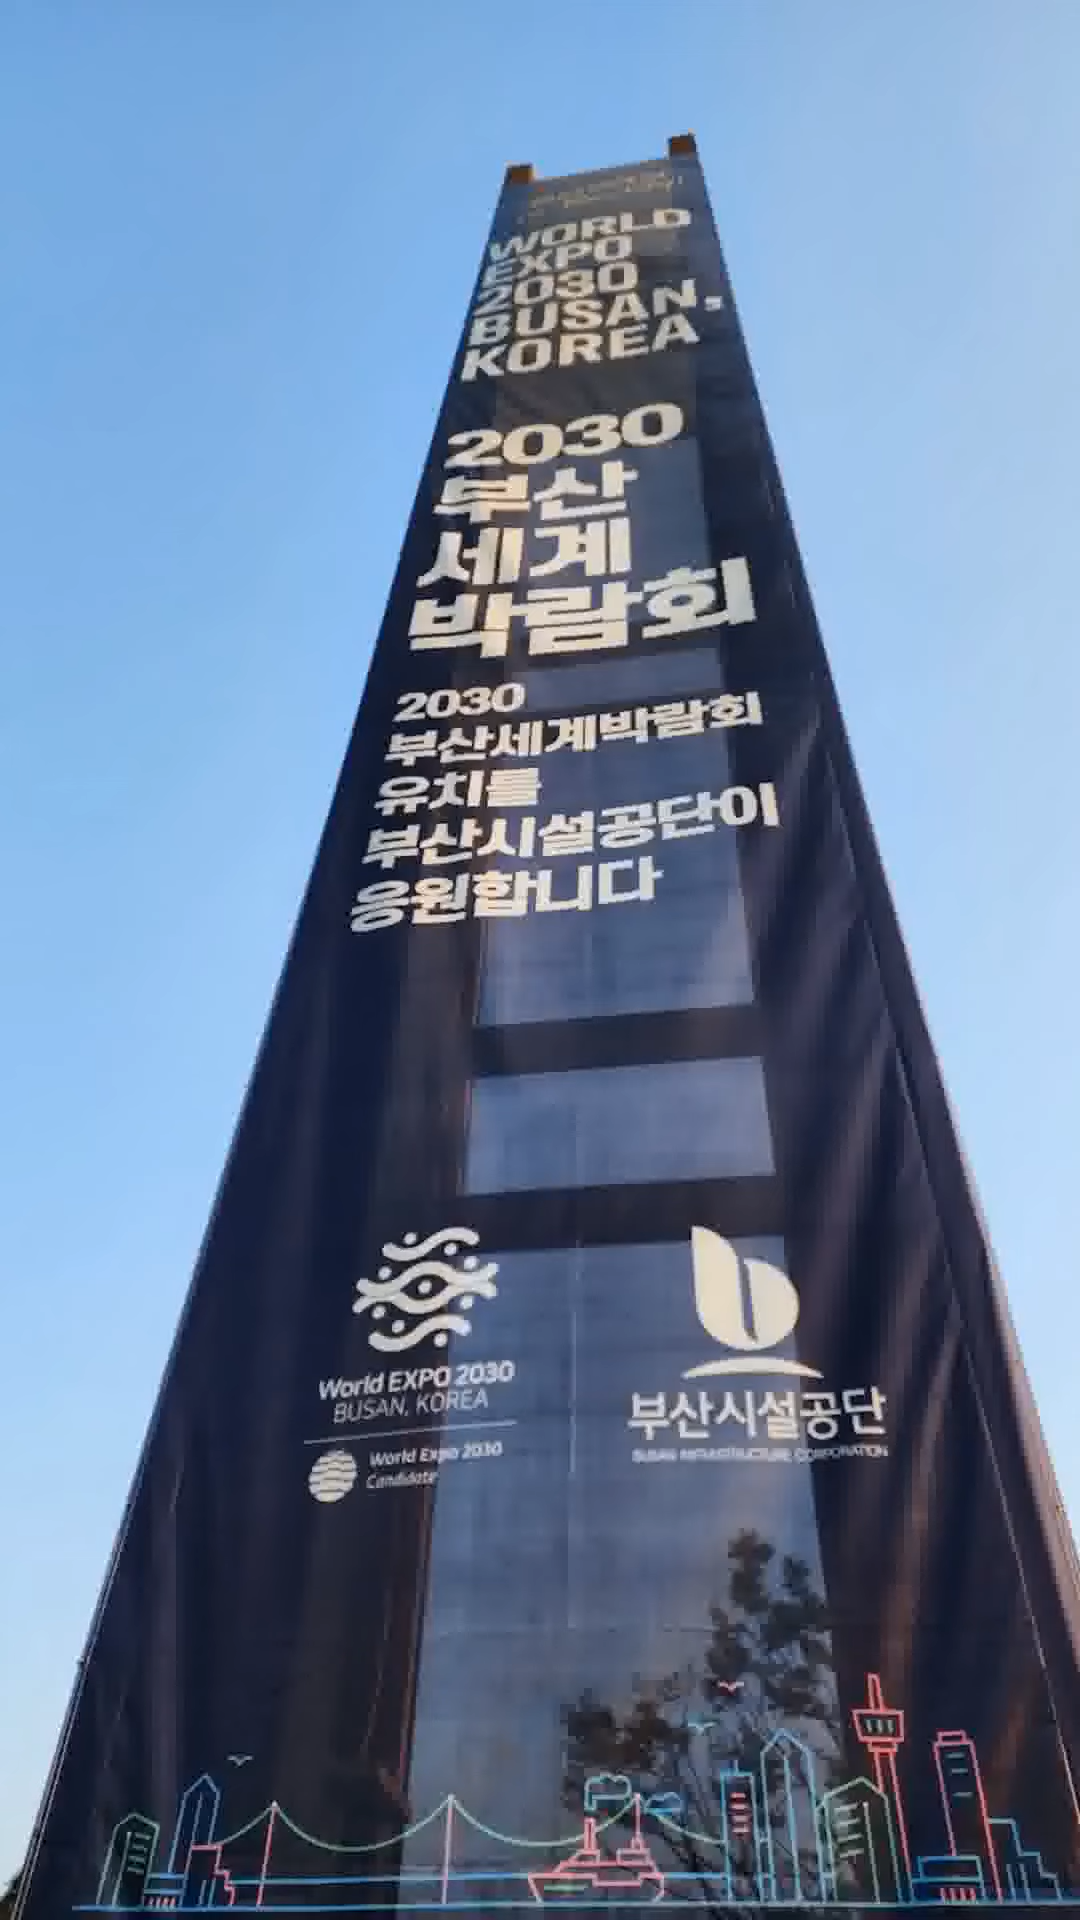 WORLD
EXPO
2030
BUSAN,
KOREA
2030
부산
세계
박람회
2030
부산세계박람회
유치를
부산시설공단이
응원합니다
World EXPO 2030
BUSAN, KOREA
World Expo 2030
Candidate
부산시설공단
BUSAN INFRASTRUCTURE CORPORATION